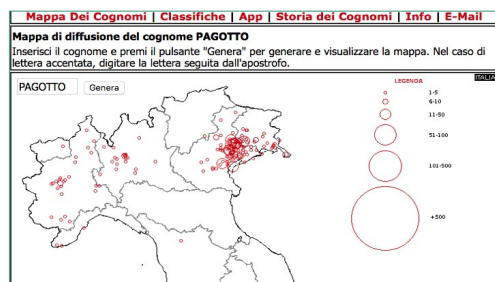 Mappa Dei Cognomi | Classifiche | App | Storia dei Cognomi | Info | E-Mail
Mappa di diffusione del cognome PAGOTTO
Inserisci il cognome e premi il pulsante "Genera" per generare e visualizzare la mappa. Nel caso di
lettera accentata, digitare la lettera seguita dall'apostrofo.
PAGOTTO Genera
ITALIA
LEGENDA
1-5
6-10
11-50
51-100
101-500
+500